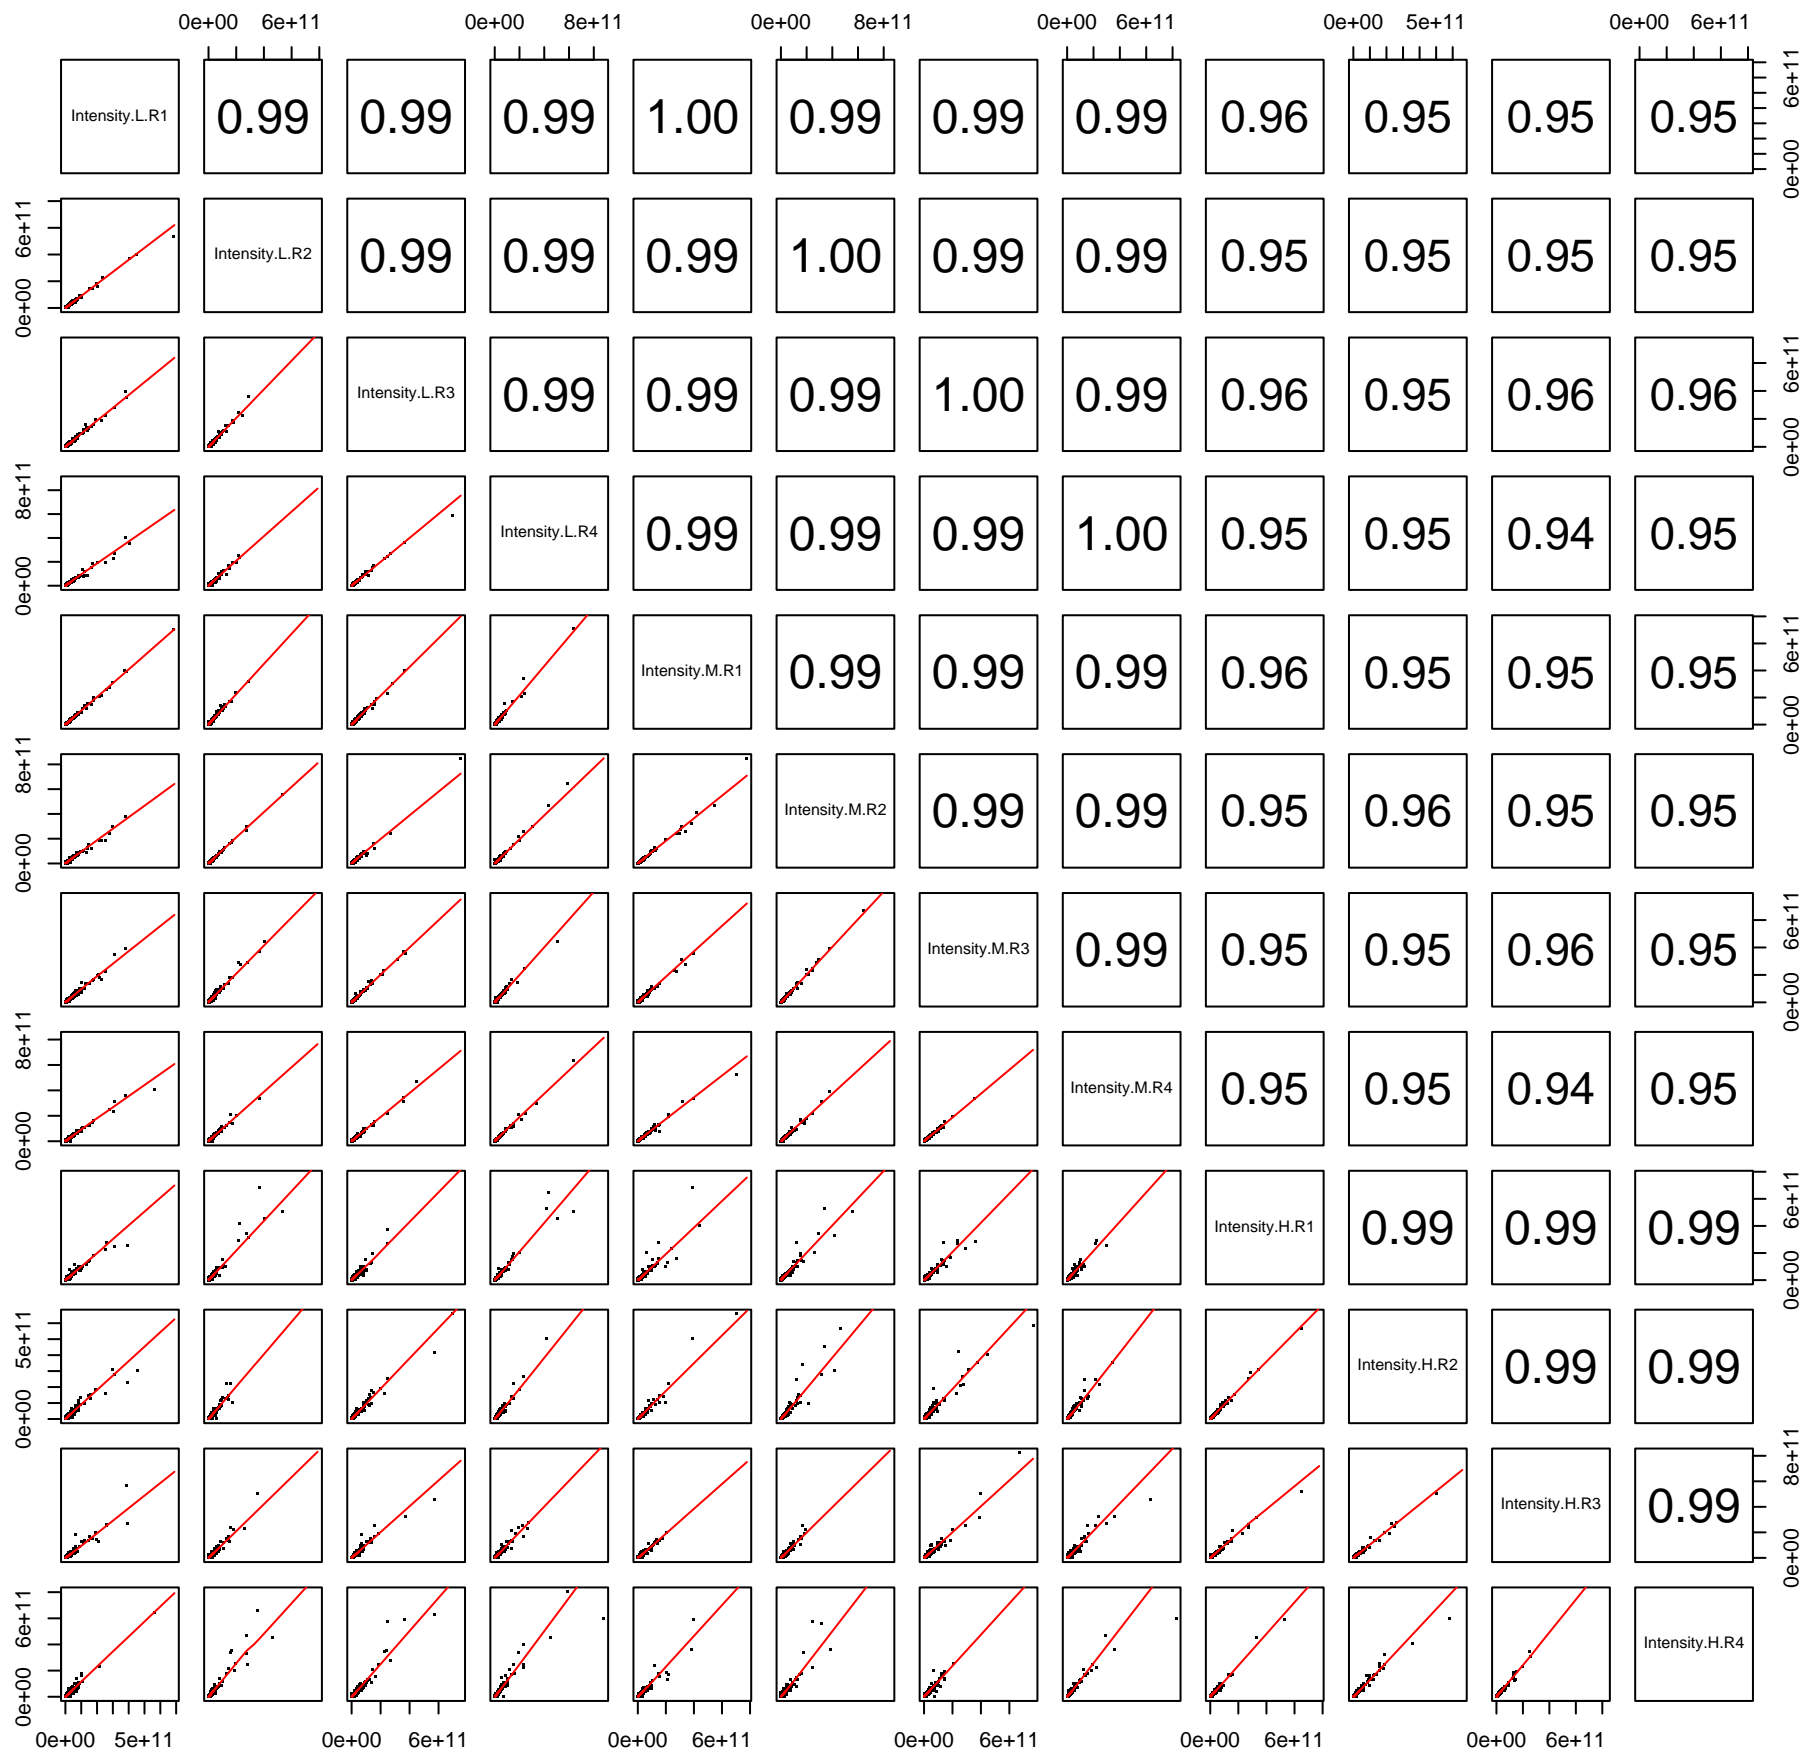 0e+00 6e+11 0e+00 8e+11 0e+00 8e+11 0e+00 6e+11 0e+00 5e+11 0e+00 6e+11
Intensity.L.R1 0.99 0.99 0.99 1.00 0.99 0.99 0.99 0.96 0.95 0.95 0.95 0e+00 6e+11
0e+00 6e+11 Intensity.L.R2 0.99 0.99 0.99 1.00 0.99 0.99 0.95 0.95 0.95 0.95
Intensity.L.R3 0.99 0.99 0.99 1.00 0.99 0.96 0.95 0.96 0.96 0e+00 6e+11
0e+00 8e+11 Intensity.L.R4 0.99 0.99 0.99 1.00 0.95 0.95 0.94 0.95
Intensity.M.R1 0.99 0.99 0.99 0.96 0.95 0.95 0.95 0e+00 6e+11
0e+00 8e+11 Intensity.M.R2 0.99 0.99 0.95 0.96 0.95 0.95
Intensity.M.R3 0.99 0.95 0.95 0.96 0.95 0e+00 6e+11
0e+00 8e+11 Intensity.M.R4 0.95 0.95 0.94 0.95
Intensity.H.R1 0.99 0.99 0.99 0e+00 6e+11
0e+00 5e+11 Intensity.H.R2 0.99 0.99
Intensity.H.R3 0.99 0e+00 8e+11
0e+00 6e+11 Intensity.H.R4
0e+00 5e+11 0e+00 6e+11 0e+00 6e+11 0e+00 6e+11 0e+00 6e+11 0e+00 6e+11